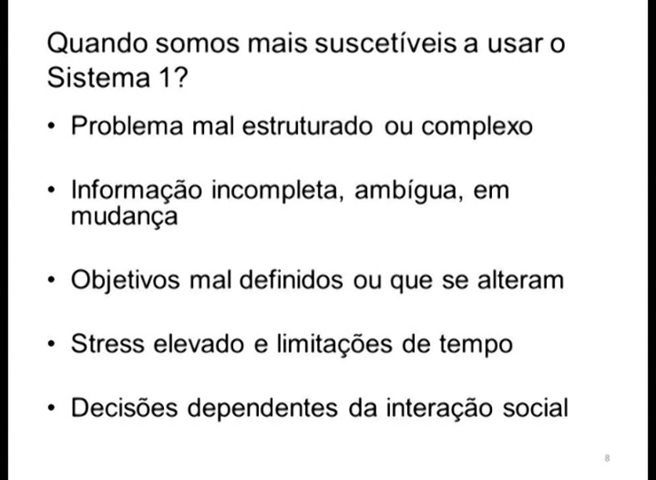 Quando somos mais suscetíveis a usar o
Sistema 1?
• Problema mal estruturado ou complexo
• Informação incompleta, ambígua, em
mudança
• Objetivos mal definidos ou que se alteram
• Stress elevado e limitações de tempo
• Decisões dependentes da interação social
8